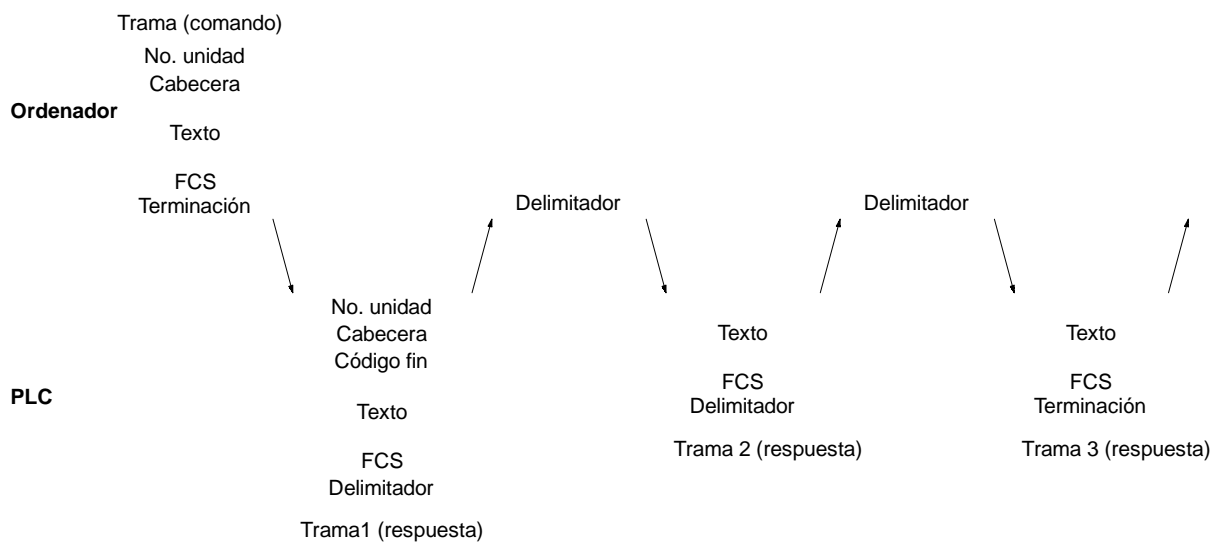 Trama (comando)
No. unidad
Cabecera
Ordenador
Texto
FCS
Terminación
Delimitador
Delimitador
No. unidad
Cabecera
Código fin
Texto
Texto
PLC
FCS
Delimitador
FCS
Terminación
Texto
Trama 2 (respuesta)
Trama 3 (respuesta)
FCS
Delimitador
Trama1 (respuesta)